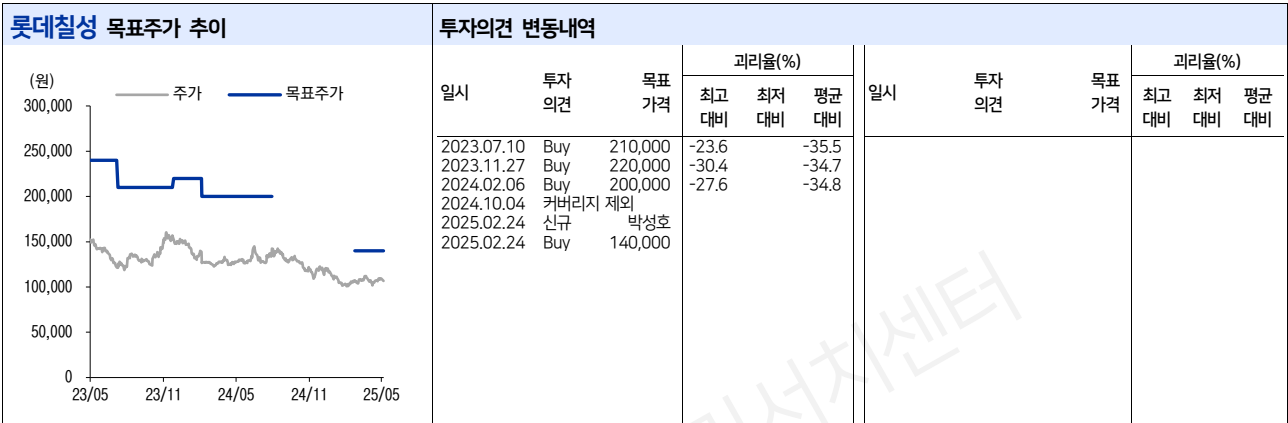 롯데칠성 목표주가 추이
(원)
주가 목표주가
300,000
250,000
200,000
150,000
100,000
50,000
0
23/05 23/11 24/05 24/11 25/05
투자의견 변동내역
일시 투자의견 목표가격 괴리율(%)
최고대비 최저대비 평균대비
2023.07.10 Buy 210,000 -23.6 -35.5
2023.11.27 Buy 220,000 -30.4 -34.7
2024.02.06 Buy 200,000 -27.6 -34.8
2024.10.04 커버리지 제외
2025.02.24 신규 박성호
2025.02.24 Buy 140,000
일시 투자의견 목표가격 괴리율(%)
최고대비 최저대비 평균대비
리서치센터